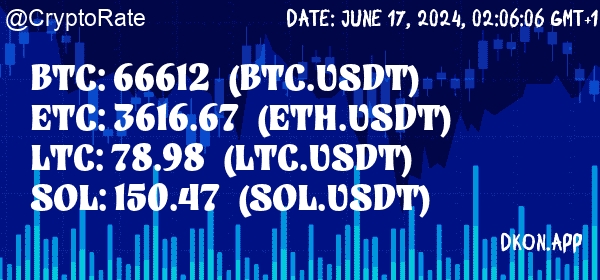 @CryptoRate
DATE: JUNE 17, 2024, 02:06:06 GMT+1
BTC: 66612 (BTC.USDT)
ETC: 3616.67 (ETH.USDT)
LTC: 78.98 (LTC.USDT)
SOL: 150.47 (SOL.USDT)
DKON.APP